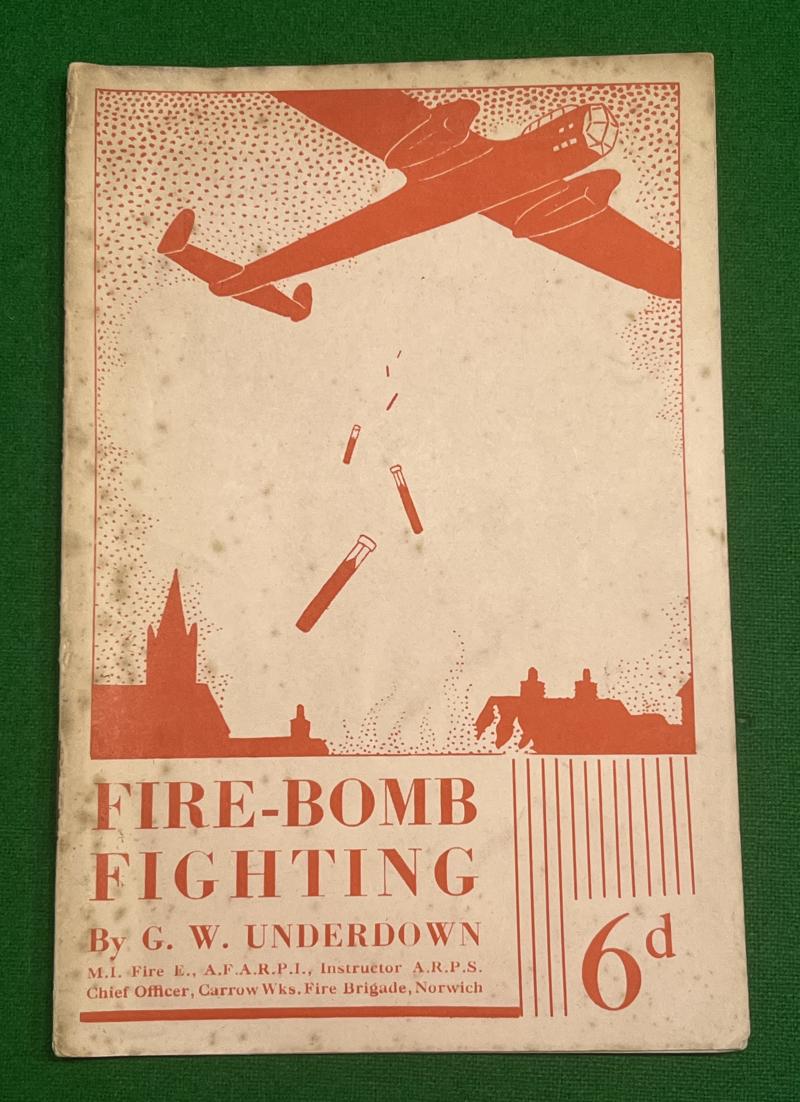 FIRE-BOMB
FIGHTING
By G. W. UNDERDOWN
M.I. Fire E., A.F.A.R.P.I., Instructor A.R.P.S.
Chief Officer, Carrow Wks. Fire Brigade, Norwich
6d